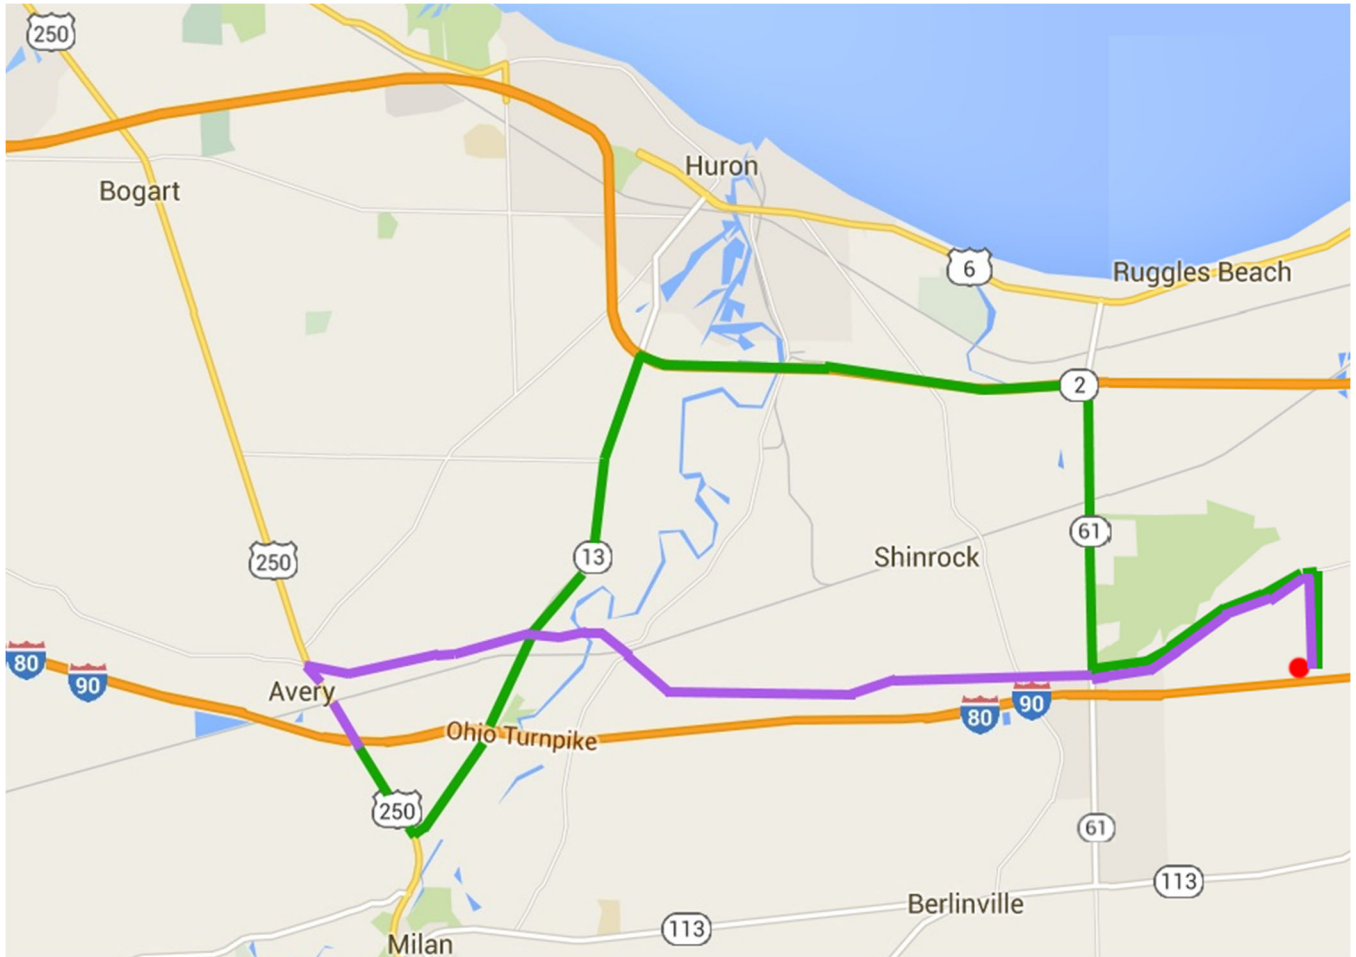 250
Huron
Bogart
6
Ruggles Beach
2
61
13
Shinrock
250
80
90
Avery
90
80
Ohio Turnpike
250
61
113
Berlinville
113
Milan